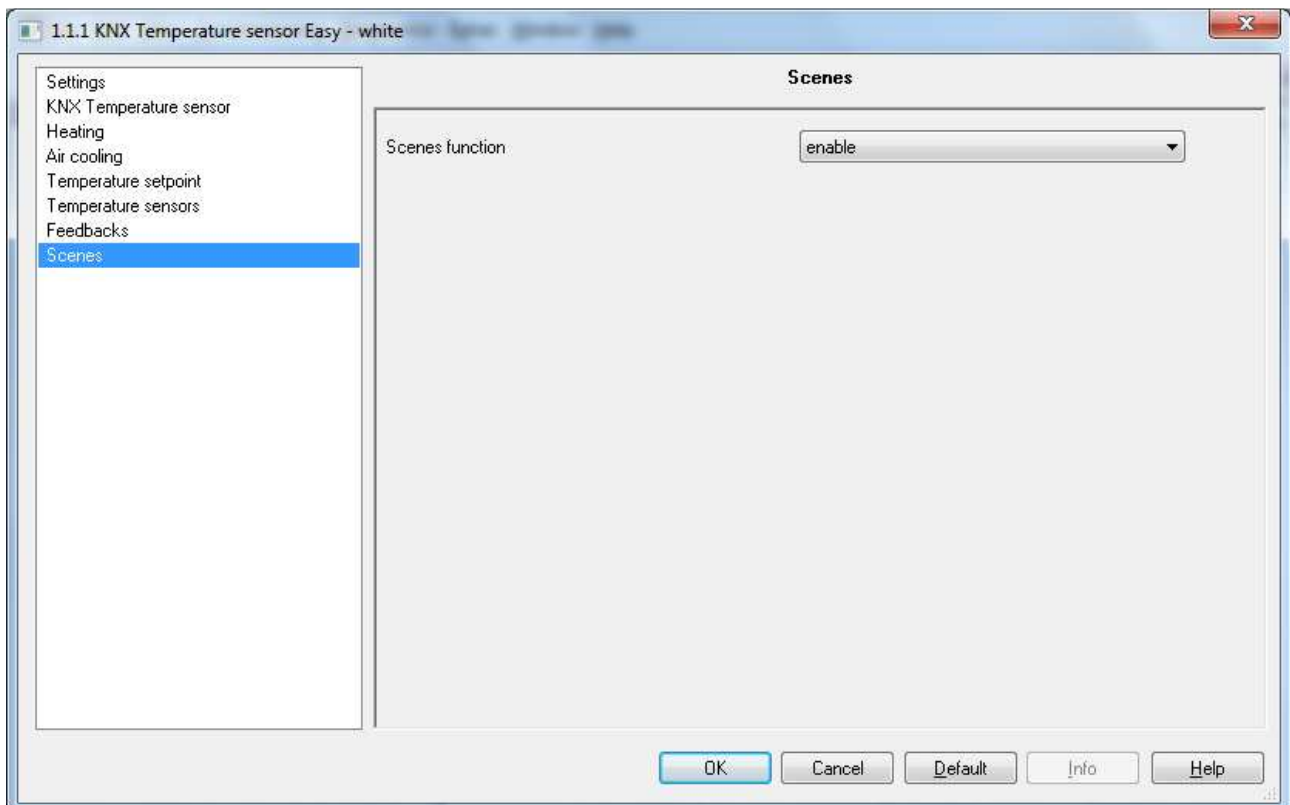 1.1.1 KNX Temperature sensor Easy - white
Settings
KNX Temperature sensor
Heating
Air cooling
Temperature setpoint
Temperature sensors
Feedbacks
Scenes
Scenes
Scenes function
enable
OK
Cancel
Default
Info
Help